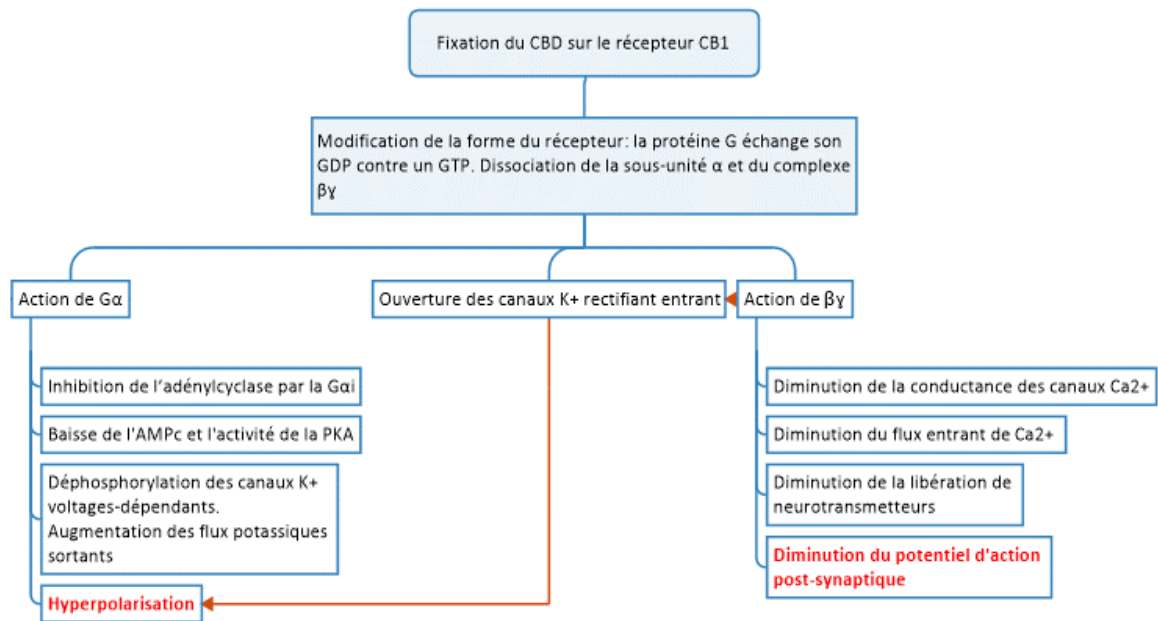 Fixation du CBD sur le récepteur CB1
Modification de la forme du récepteur: la protéine G échange son
GDP contre un GTP. Dissociation de la sous-unité α et du complexe
βɣ
Action de Gα
Ouverture des canaux K+ rectifiant entrant
Action de βɣ
Inhibition de l’adénylcyclase par la Gαi
Baisse de l'AMPc et l'activité de la PKA
Déphosphorylation des canaux K+
voltages-dépendants.
Augmentation des flux potassiques
sortants
Hyperpolarisation
Diminution de la conductance des canaux Ca2+
Diminution du flux entrant de Ca2+
Diminution de la libération de
neurotransmetteurs
Diminution du potentiel d'action
post-synaptique